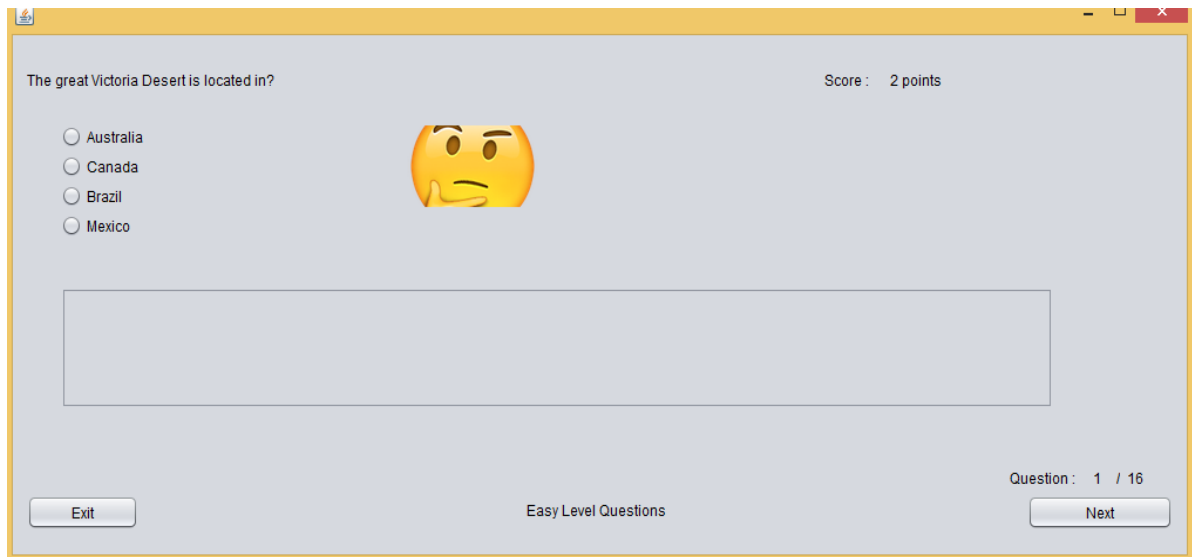 The great Victoria Desert is located in?
Score : 2 points
Australia
Canada
Brazil
Mexico
Question : 1 / 16
Exit
Easy Level Questions
Next